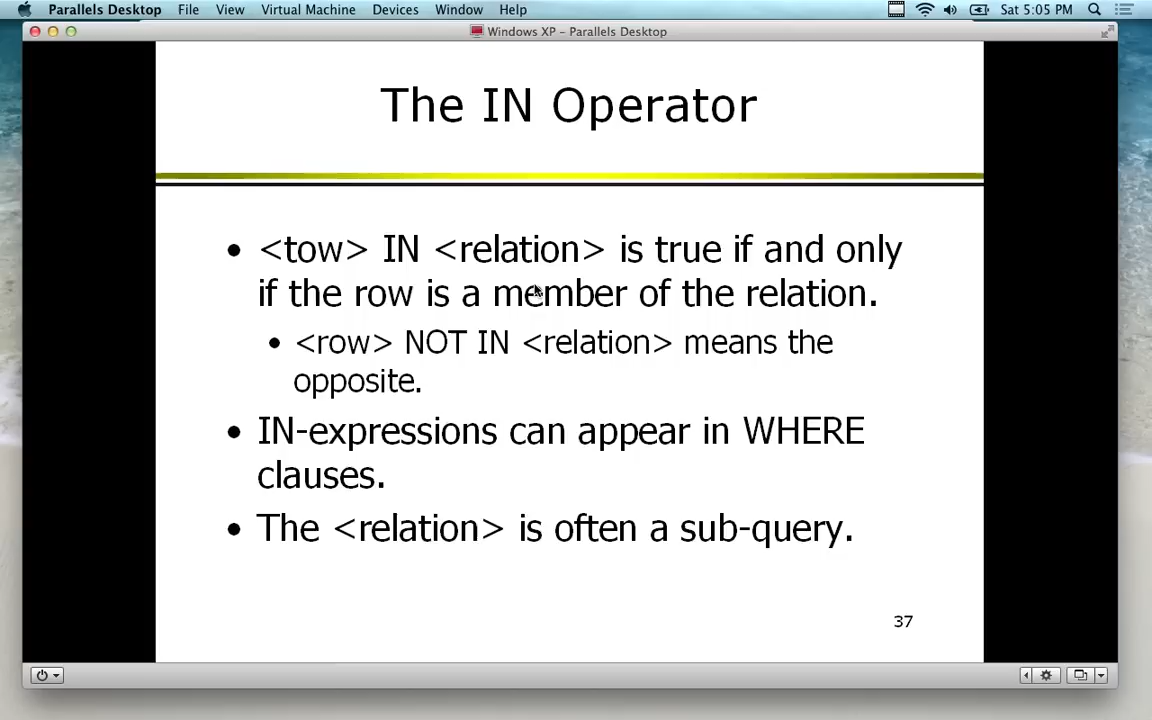 Parallels Desktop File View Virtual Machine Devices Window Help Sat 5:05 PM
Windows XP - Parallels Desktop
The IN Operator
• <tow> IN <relation> is true if and only
if the row is a member of the relation.
• <row> NOT IN <relation> means the
opposite.
• IN-expressions can appear in WHERE
clauses.
• The <relation> is often a sub-query.
37